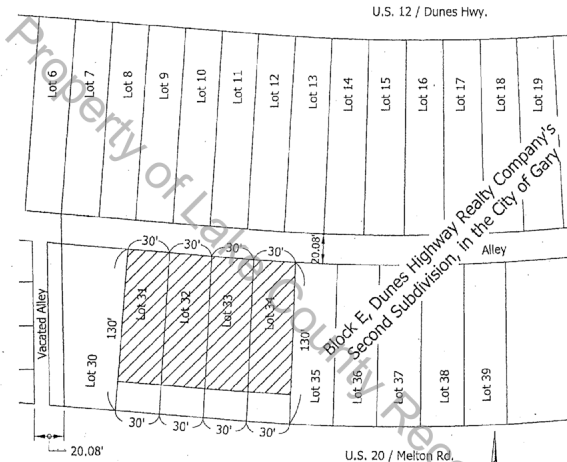 U.S. 12 / Dunes Hwy.
Lot 6
Lot 7
Lot 8
Lot 9
Lot 10
Lot 11
Lot 12
Lot 13
Lot 14
Lot 15
Lot 16
Lot 17
Lot 18
Lot 19
Property of Lake County Rec
Block E, Dunes Highway Realty Company's
Second Subdivision, in the City of Gary
30'
30'
30'
30'
20.08'
Alley
Vacated Alley
Lot 30
130'
Lot 31
Lot 32
Lot 33
Lot 34
130'
Lot 35
Lot 36
Lot 37
Lot 38
Lot 39
30'
30'
30'
30'
20.08'
U.S. 20 / Melton Rd.